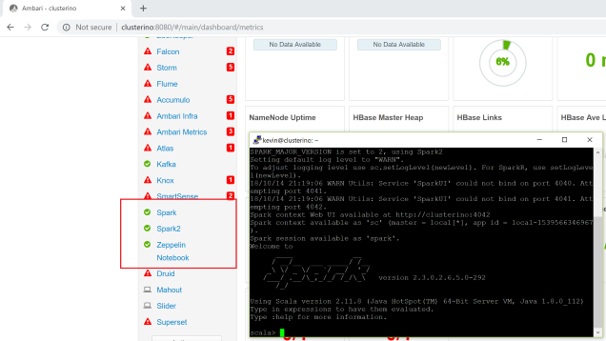 Ambari - clusterino
Not secure | clusterino:8080/#/main/dashboard/metrics
Falcon 2
Storm 5
Flume
Accumulo 5
Ambari Infra 1
Ambari Metrics 3
Atlas 1
Kafka
Knox 1
SmartSense 2
Spark
Spark2
Zeppelin
Notebook
Druid
Mahout
Slider
Superset
No Data Available
No Data Available
6%
NameNode Uptime
HBase Master Heap
HBase Links
HBase Ave L
kevin@clusterino: ~
SPARK_MAJOR_VERSION is set to 2, using Spark2
Setting default log level to "WARN".
To adjust logging level use sc.setLogLevel(newLevel). For SparkR, use setLogLeve
l(newLevel).
18/10/14 21:19:06 WARN Utils: Service 'SparkUI' could not bind on port 4040. Att
empting port 4041.
18/10/14 21:19:06 WARN Utils: Service 'SparkUI' could not bind on port 4041. Att
empting port 4042.
Spark context Web UI available at http://clusterino:4042
Spark context available as 'sc' (master = local[*], app id = local-1539566346967
).
Spark session available as 'spark'.
Welcome to
version 2.3.0.2.6.5.0-292
Using Scala version 2.11.8 (Java HotSpot(TM) 64-Bit Server VM, Java 1.8.0_112)
Type in expressions to have them evaluated.
Type :help for more information.
scala>